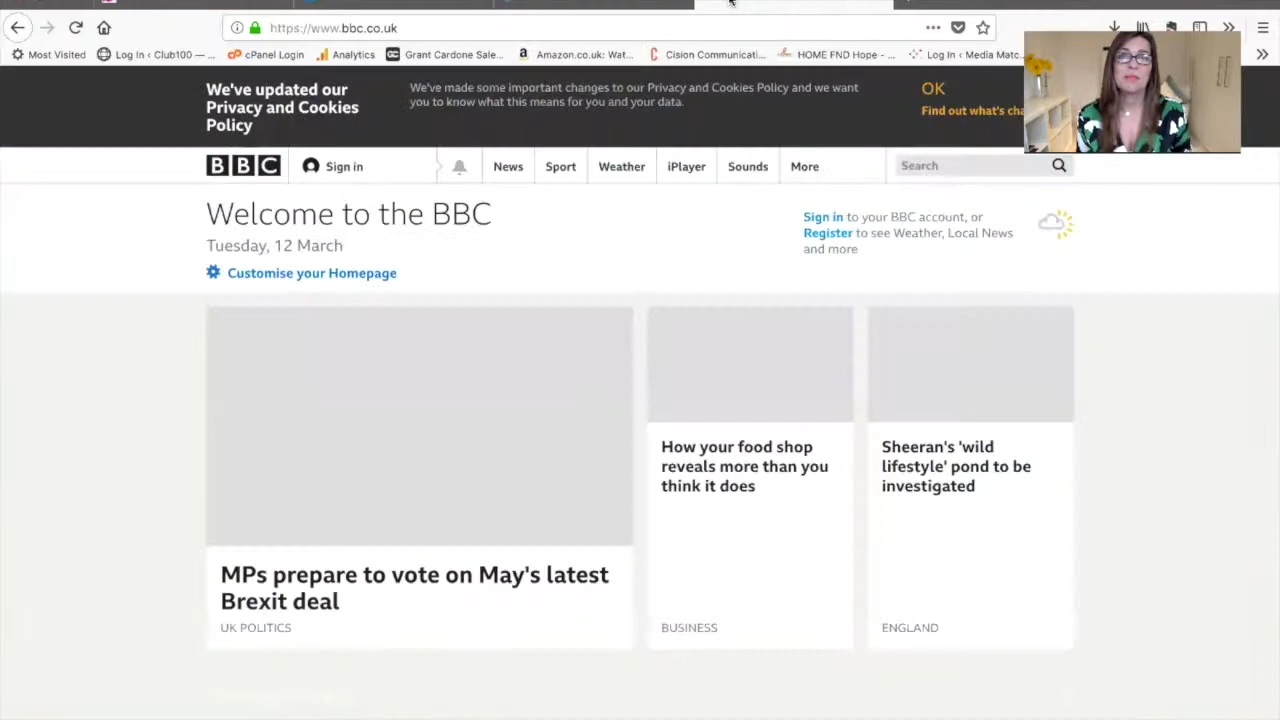 https://www.bbc.co.uk
Most Visited
Log In ‹ Club100 —...
cPanel Login
Analytics
Grant Cardone Sale...
Amazon.co.uk: Wat...
Cision Communicati...
HOME FND Hope - ...
Log In ‹ Media Matc...
We've updated our
Privacy and Cookies
Policy
We've made some important changes to our Privacy and Cookies Policy and we want
you to know what this means for you and your data.
OK
Find out what's cha
BBC
Sign in
News
Sport
Weather
iPlayer
Sounds
More
Search
Welcome to the BBC
Tuesday, 12 March
Customise your Homepage
Sign in to your BBC account, or
Register to see Weather, Local News
and more
MPs prepare to vote on May's latest
Brexit deal
UK POLITICS
How your food shop
reveals more than you
think it does
BUSINESS
Sheeran's 'wild
lifestyle' pond to be
investigated
ENGLAND